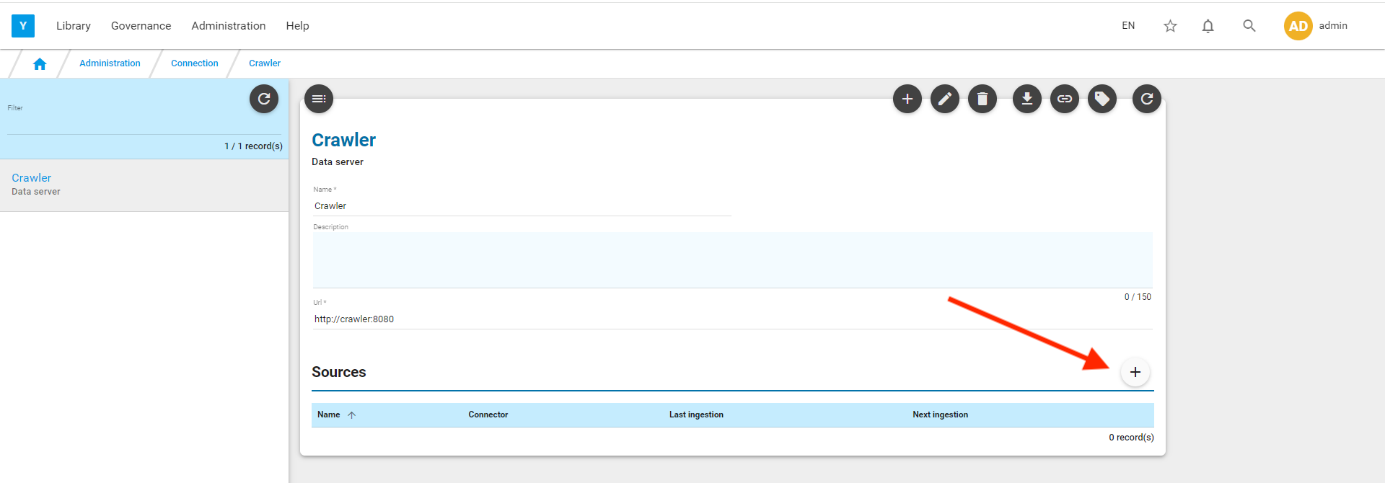 Y Library Governance Administration Help EN AD admin
Administration Connection Crawler
Filter
1 / 1 record(s)
Crawler
Data server
Crawler
Data server
Name *
Crawler
Description
0 / 150
Url *
http://crawler:8080
Sources
Name Connector Last ingestion Next ingestion
0 record(s)